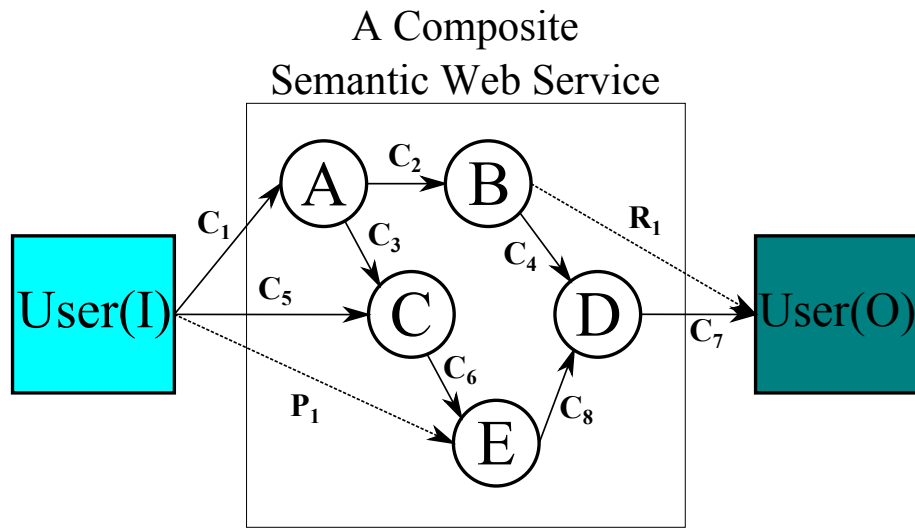 A Composite
Semantic Web Service
A
C₂
B
C₁
C₃
R₁
C₄
User(I)
C₅
C
D
C₇
User(O)
C₆
P₁
C₈
E